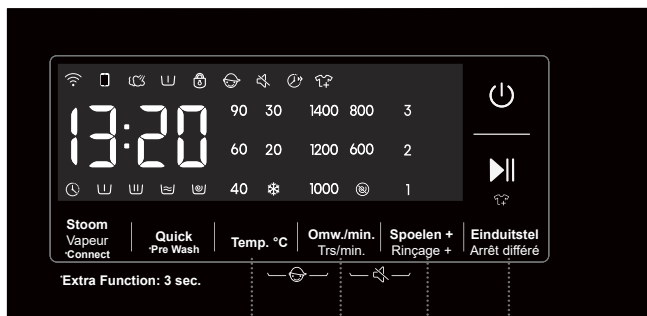 13:20
90 30 1400 800 3
60 20 1200 600 2
40 1000 1
Stoom
Vapeur
*Connect
Quick
*Pre Wash
Temp. °C
Omw./min.
Trs/min.
Spoelen +
Rinçage +
Einduitstel
Arrêt différé
*Extra Function: 3 sec.